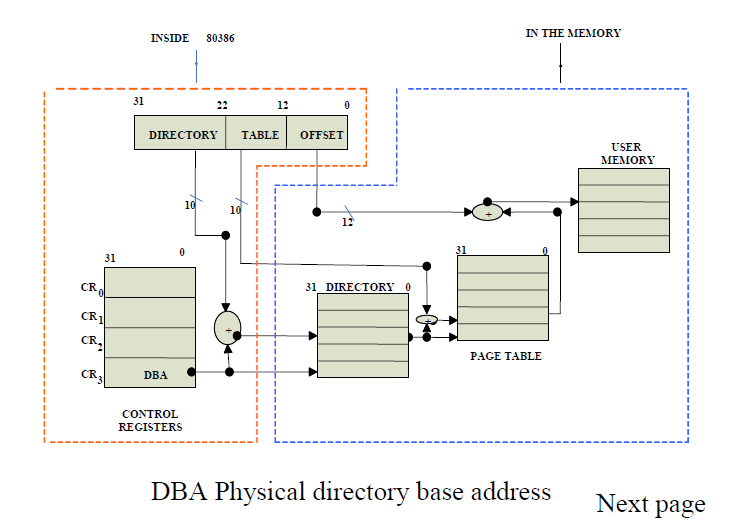 INSIDE 80386
IN THE MEMORY
31 22 12 0
DIRECTORY TABLE OFFSET
USER
MEMORY
10
10
12
+
31 0
31 0
CR0
CR1
CR2
CR3 DBA
+
31 DIRECTORY 0
+
PAGE TABLE
CONTROL
REGISTERS
DBA Physical directory base address
Next page